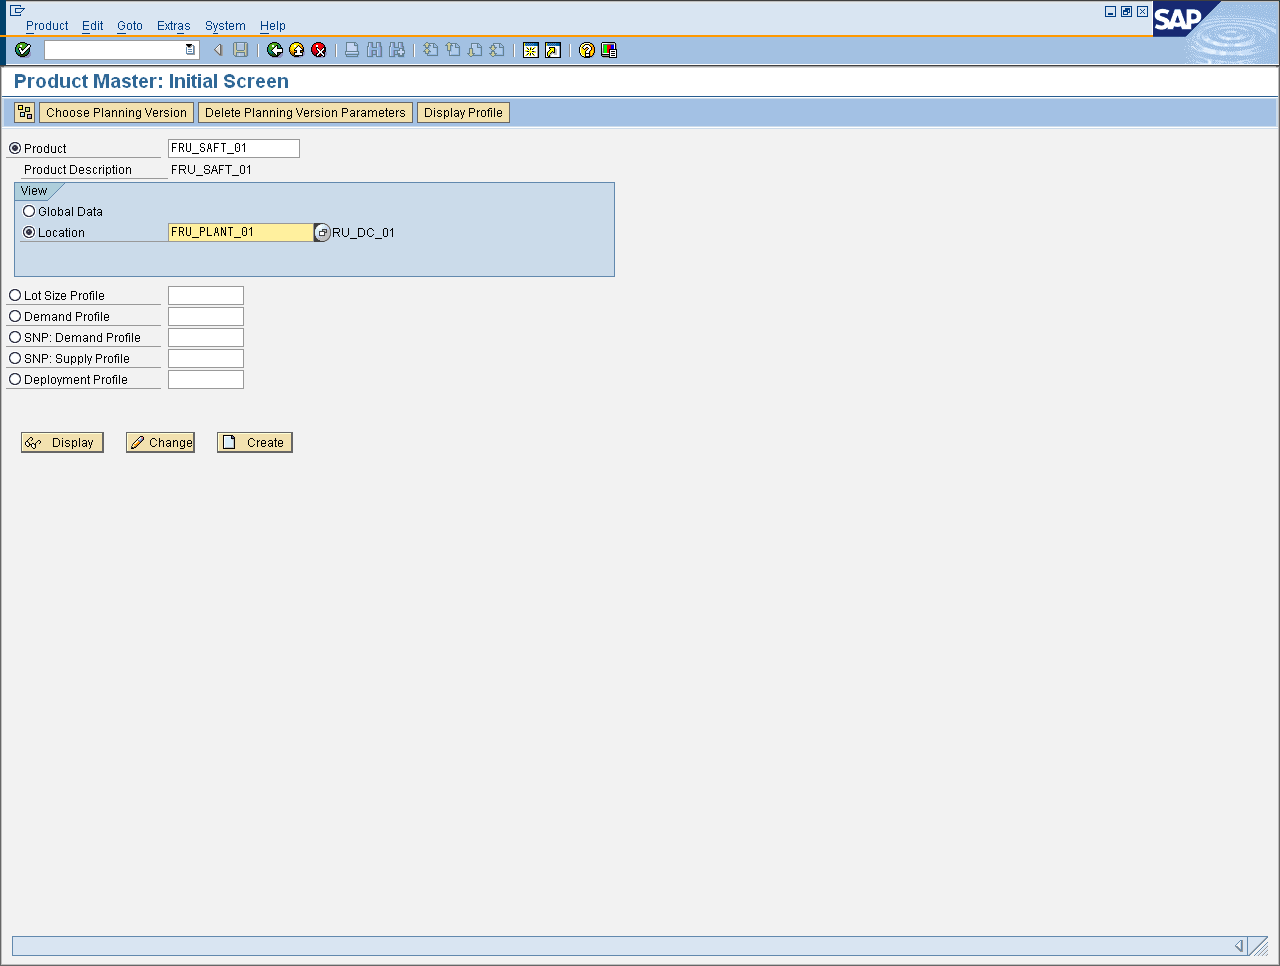 Product Edit Goto Extras System Help
SAP
Product Master: Initial Screen
Choose Planning Version Delete Planning Version Parameters Display Profile
Product FRU_SAFT_01
Product Description FRU_SAFT_01
View
Global Data
Location FRU_PLANT_01 RU_DC_01
Lot Size Profile
Demand Profile
SNP: Demand Profile
SNP: Supply Profile
Deployment Profile
Display Change Create